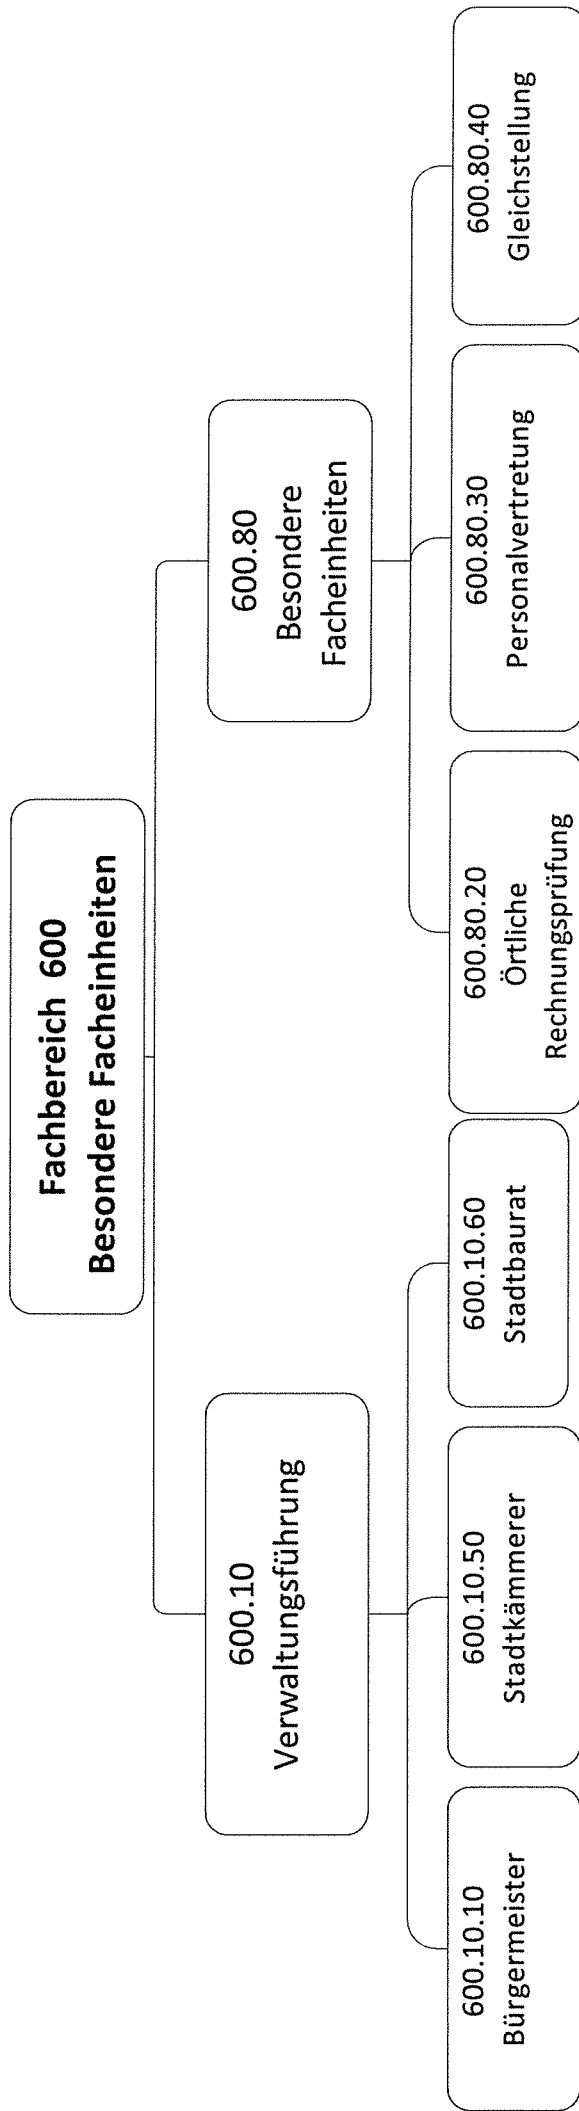 Fachbereich 600
Besondere Facheinheiten
600.10
Verwaltungsführung
600.80
Besondere
Facheinheiten
600.10.10
Bürgermeister
600.10.50
Stadtkämmerer
600.10.60
Stadtbaurat
600.80.20
Örtliche
Rechnungsprüfung
600.80.30
Personalvertretung
600.80.40
Gleichstellung